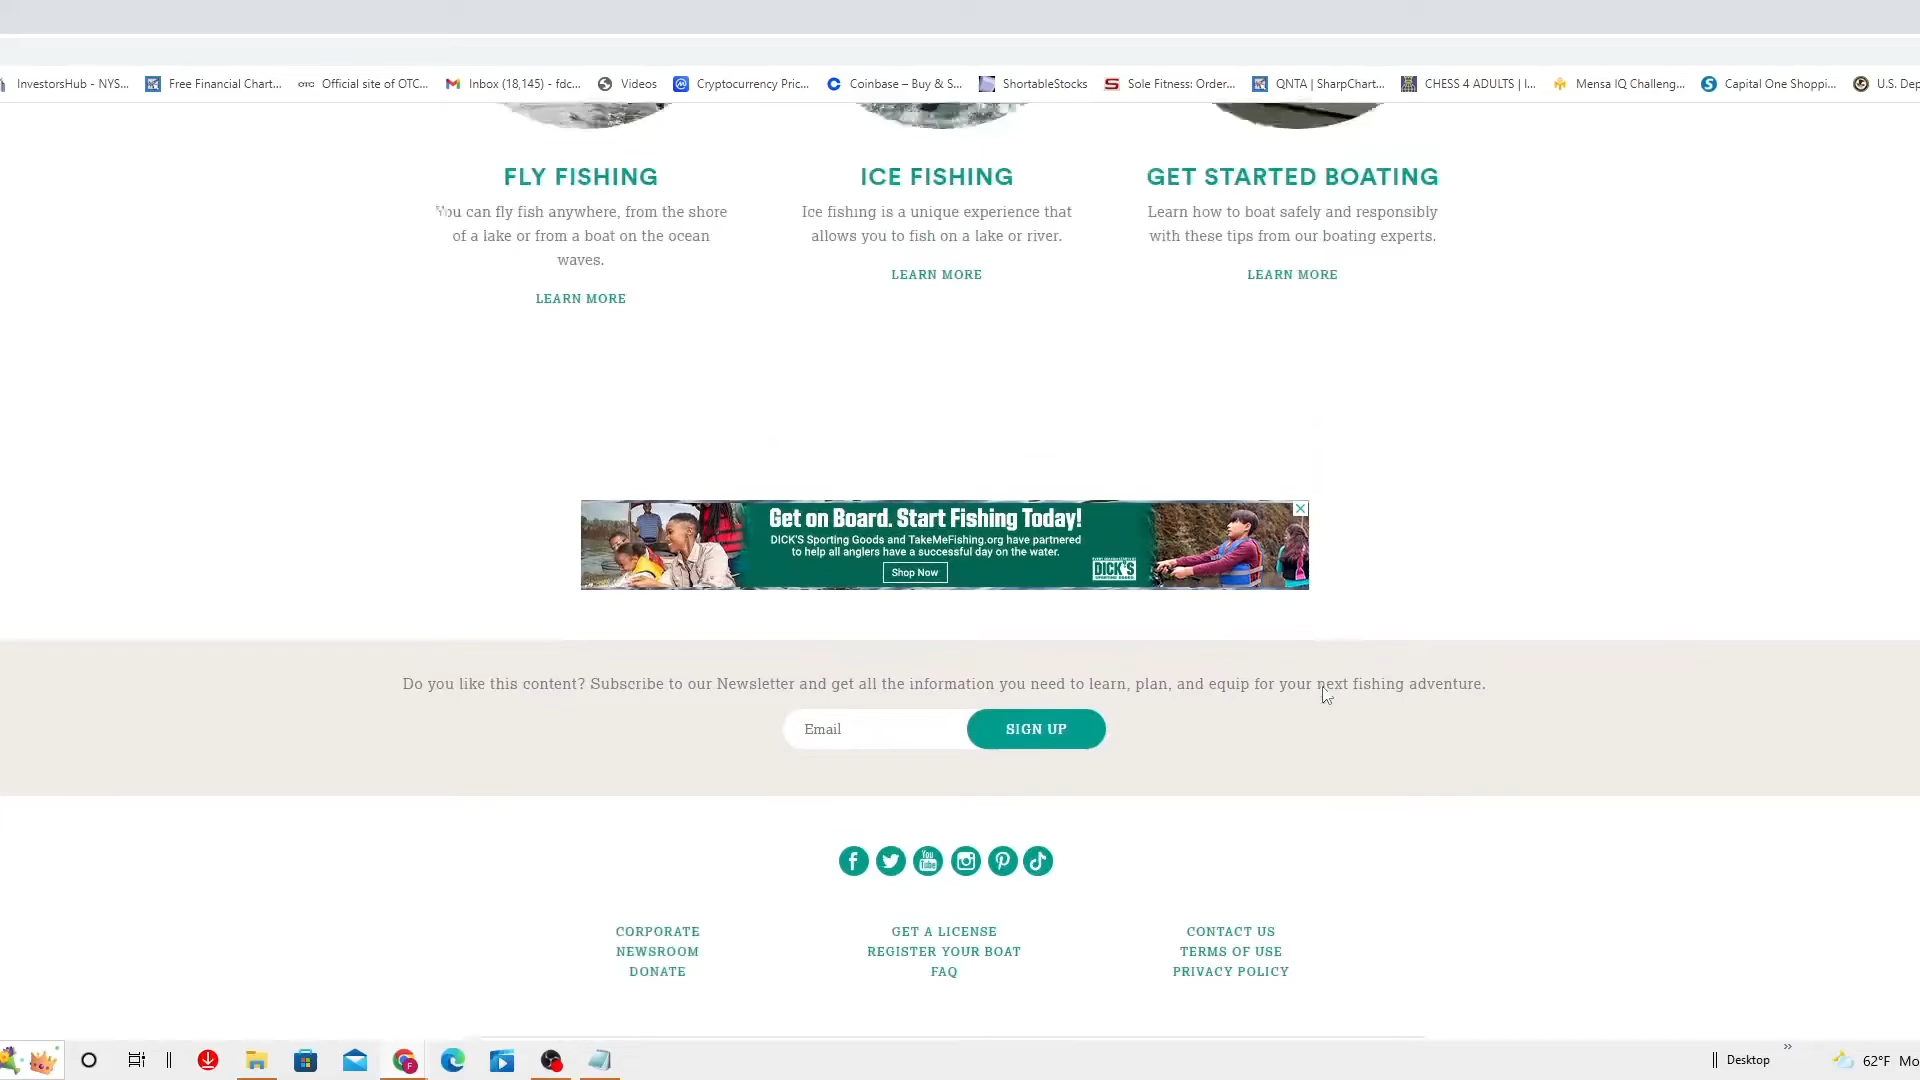 InvestorsHub - NYS... Free Financial Chart... OTC Official site of OTC... Inbox (18,145) - fdc... Videos Cryptocurrency Pric... Coinbase – Buy & S... ShortableStocks Sole Fitness: Order... QNTA | SharpChart... CHESS 4 ADULTS | I... Mensa IQ Challeng... Capital One Shoppi... U.S. Dep
FLY FISHING
You can fly fish anywhere, from the shore
of a lake or from a boat on the ocean
waves.
LEARN MORE
ICE FISHING
Ice fishing is a unique experience that
allows you to fish on a lake or river.
LEARN MORE
GET STARTED BOATING
Learn how to boat safely and responsibly
with these tips from our boating experts.
LEARN MORE
Get on Board. Start Fishing Today!
DICK'S Sporting Goods and TakeMeFishing.org have partnered
to help all anglers have a successful day on the water.
Shop Now
DICK'S
Do you like this content? Subscribe to our Newsletter and get all the information you need to learn, plan, and equip for your next fishing adventure.
Email SIGN UP
You
Tube
CORPORATE
NEWSROOM
DONATE
GET A LICENSE
REGISTER YOUR BOAT
FAQ
CONTACT US
TERMS OF USE
PRIVACY POLICY
Desktop » 62°F Mo